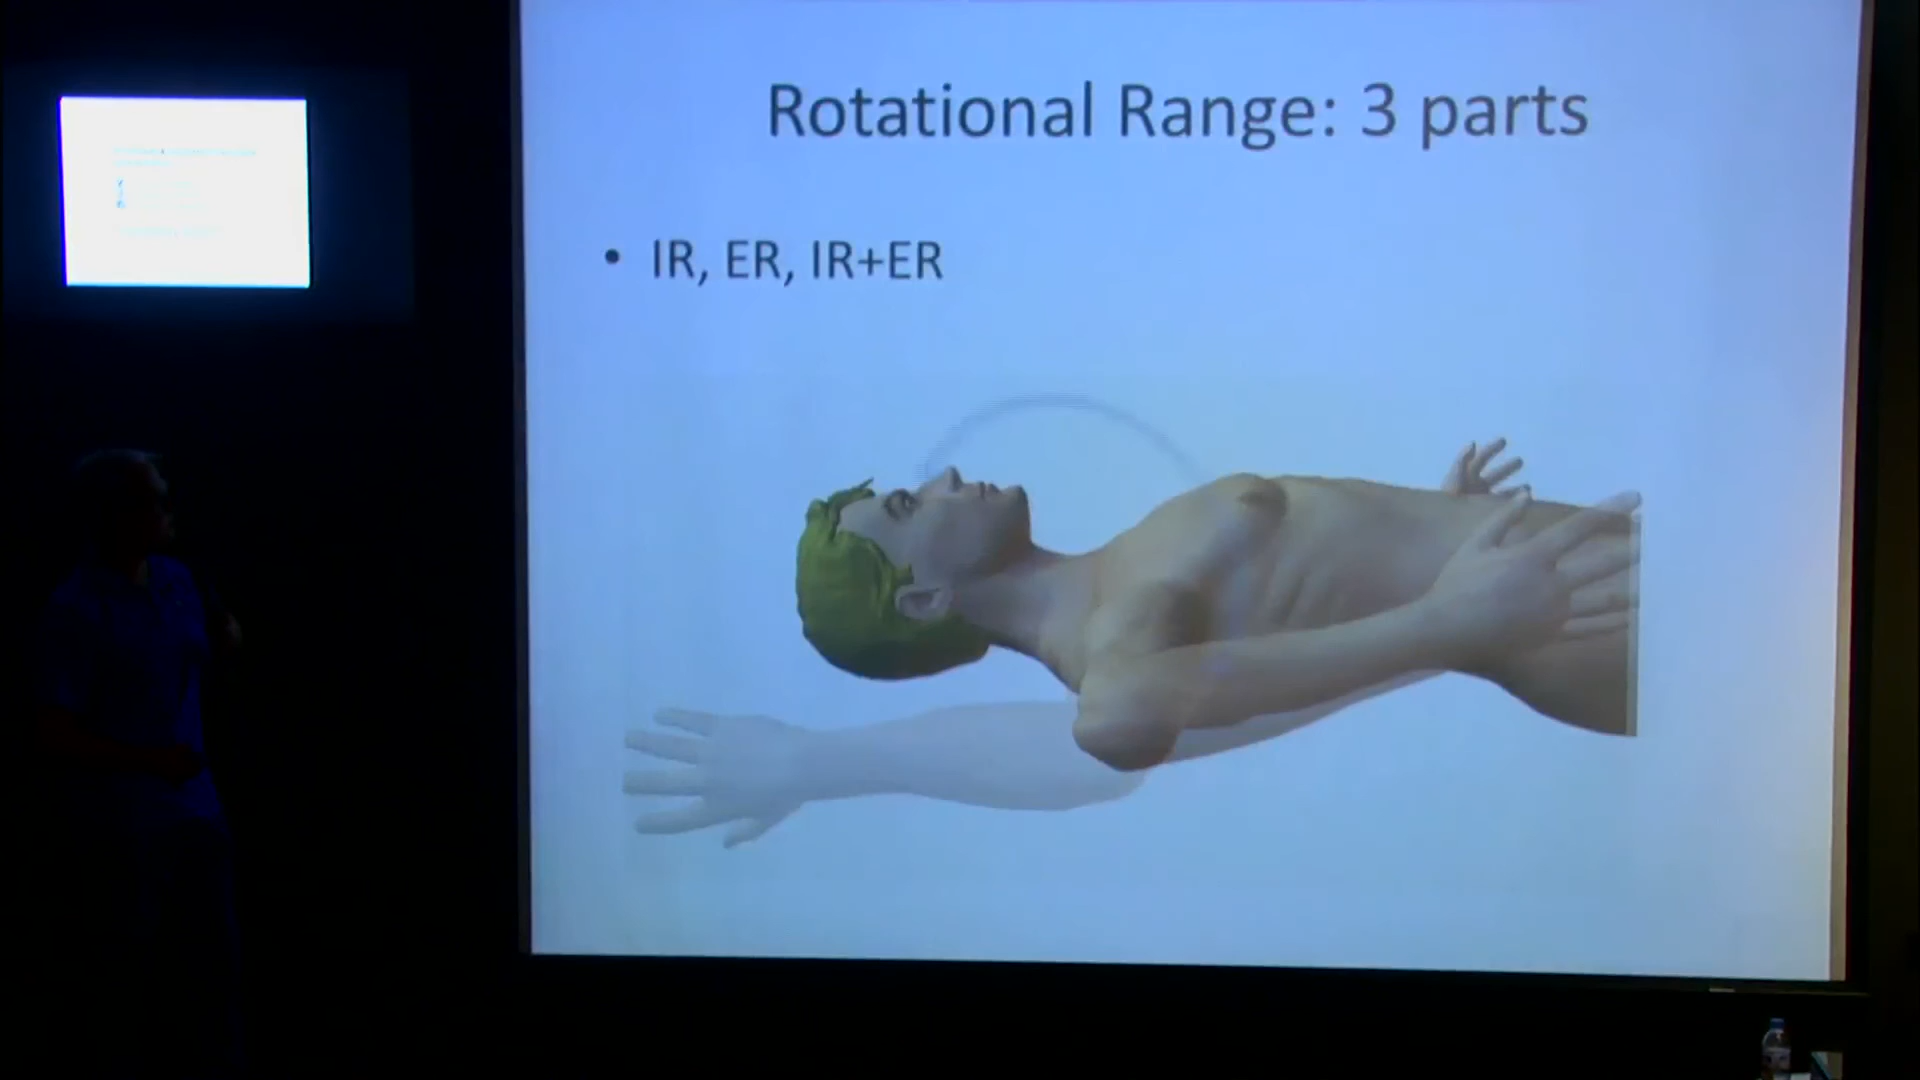 Rotational Range: 3 parts
• IR, ER, IR+ER